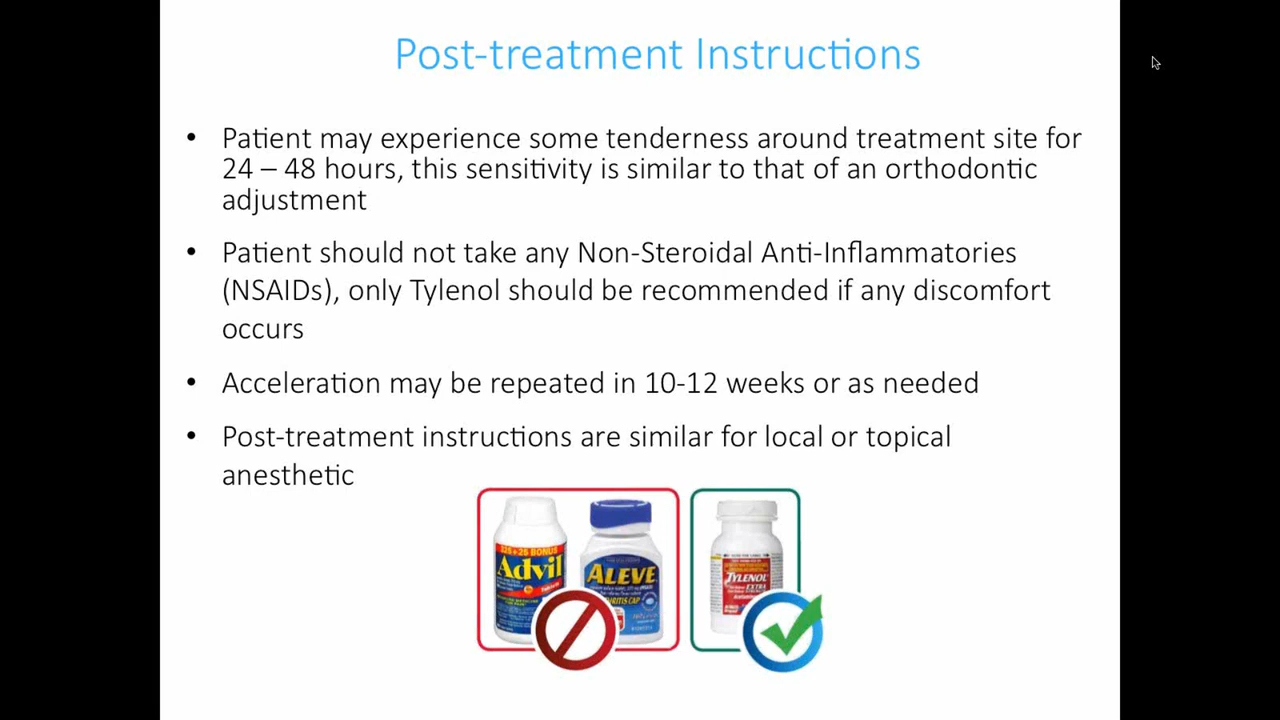 Post-treatment Instructions
• Patient may experience some tenderness around treatment site for
24 – 48 hours, this sensitivity is similar to that of an orthodontic
adjustment
• Patient should not take any Non-Steroidal Anti-Inflammatories
(NSAIDs), only Tylenol should be recommended if any discomfort
occurs
• Acceleration may be repeated in 10-12 weeks or as needed
• Post-treatment instructions are similar for local or topical
anesthetic
BONUS
Advil
ALEVE
TYLENOL
EXTRA